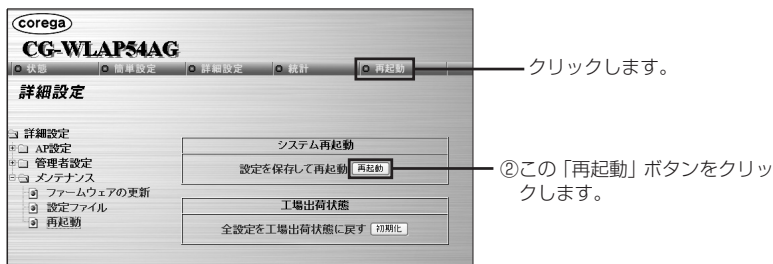 corega
CG-WLAP54AG
状態 簡単設定 詳細設定 統計 再起動
クリックします。
詳細設定
詳細設定
AP設定
管理者設定
メンテナンス
ファームウェアの更新
設定ファイル
再起動
システム再起動
設定を保存して再起動 再起動
②この「再起動」ボタンをクリッ
クします。
工場出荷状態
全設定を工場出荷状態に戻す 初期化